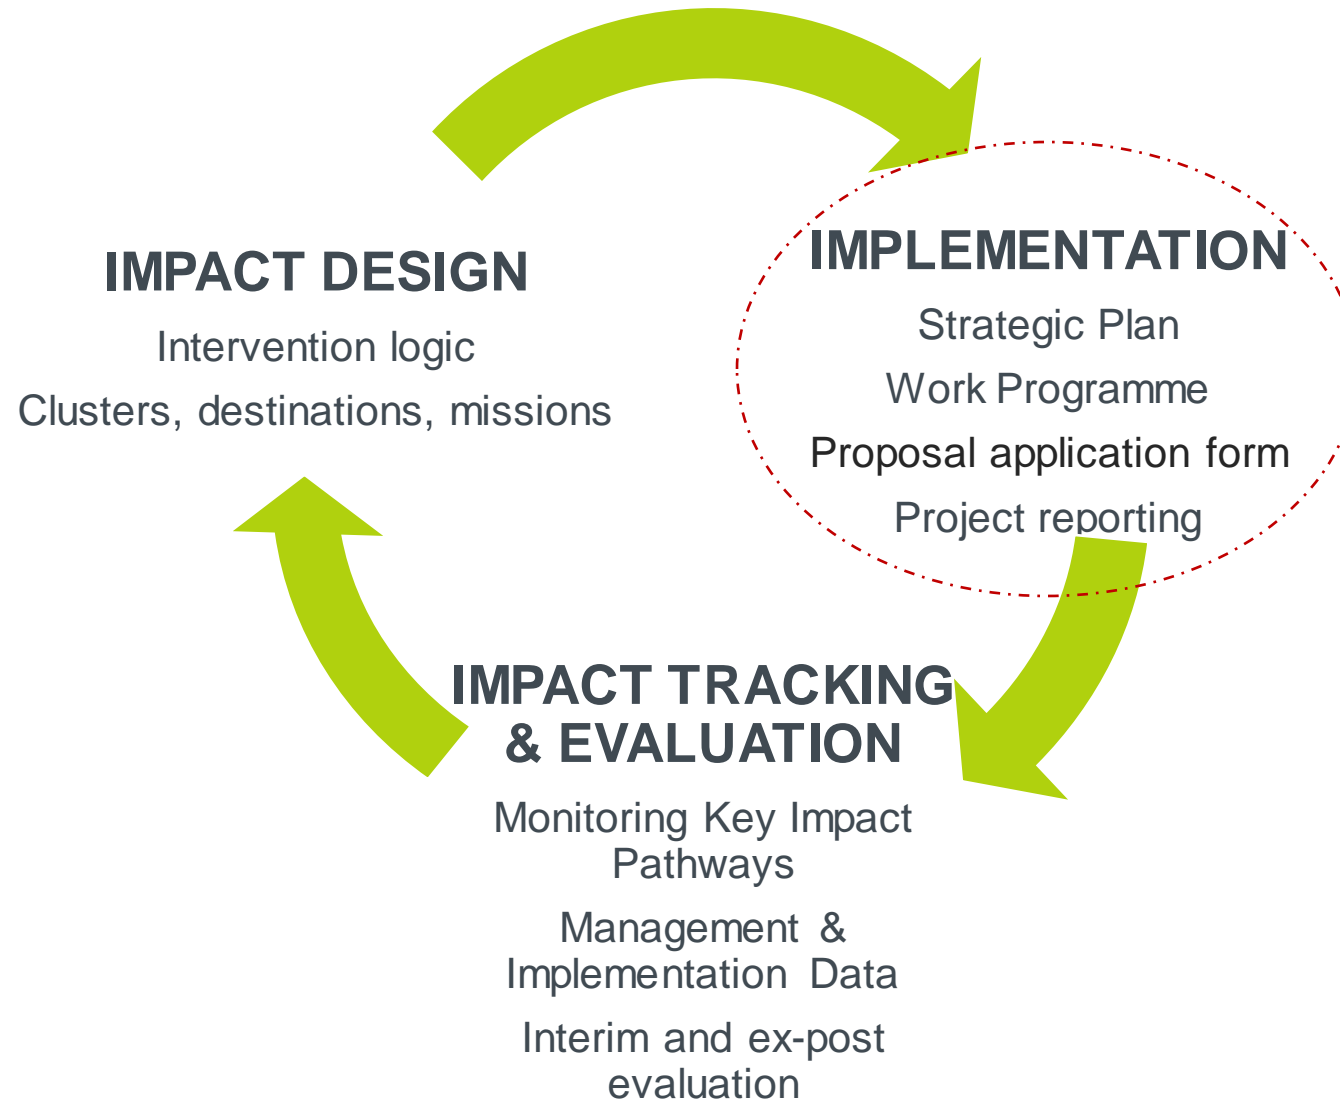 IMPACT DESIGN
Intervention logic
Clusters, destinations, missions
IMPLEMENTATION
Strategic Plan
Work Programme
Proposal application form
Project reporting
IMPACT TRACKING
& EVALUATION
Monitoring Key Impact
Pathways
Management &
Implementation Data
Interim and ex-post
evaluation